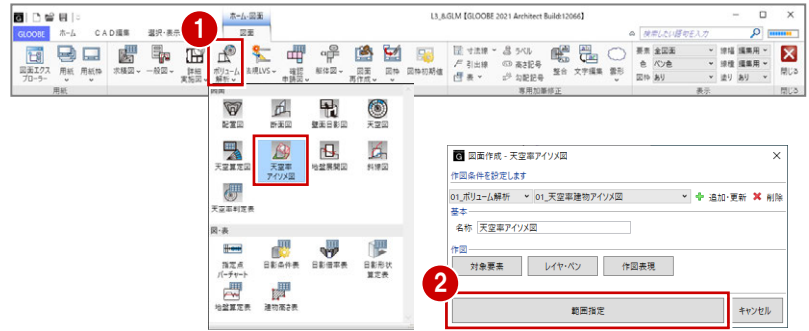 ホーム-図面
L3_8.GLM [GLOOBE 2021 Architect Build:12066]
GLOOBE ホーム CAD編集 選択・表示 図面
検索したい語句を入力
図面エクスプローラー
用紙
用紙枠
求積図
一般図
詳細実施図
ボリューム解析
表現LVS
確認申請図
躯体図
図面再作成
図枠
図枠初期値
寸法線
引出線
表
ラベル
高さ記号
勾配記号
整合
文字編集
雲形
要素 全図面
色 ペン色
図枠 あり
線幅 編集用
線種 編集用
塗り あり
閉じる
用紙
専用加筆修正
表示
閉じる
1
図面
配置図
断面図
壁面日影図
天空図
天空算定図
天空率アイソメ図
地盤展開図
斜線図
天空率判定表
図-表
指定点バーチャート
日影条件表
日影倍率表
日影形状算定表
地盤算定表
建物高さ表
図面作成 - 天空率アイソメ図
作図条件を設定します
01_ボリューム解析
01_天空率建物アイソメ図
追加・更新
削除
基本
名称 天空率アイソメ図
作図
対象要素
レイヤ・ペン
作図表現
2
範囲指定
キャンセル